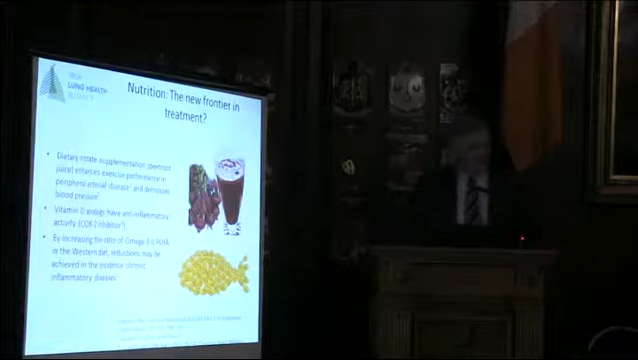 IRISH
LUNG HEALTH
ALLIANCE
Nutrition: The new frontier in
treatment?
• Dietary nitrate supplementation (beetroot
juice) enhances exercise performance in
peripheral arterial disease and decreases
blood pressure
• Vitamin D analogs have anti-inflammatory
activity (COX-2 inhibitor)
• By increasing the ratios of Omega 3:6 PUFA
in the Western diet, reductions may be
achieved in the incidence chronic
inflammatory diseases